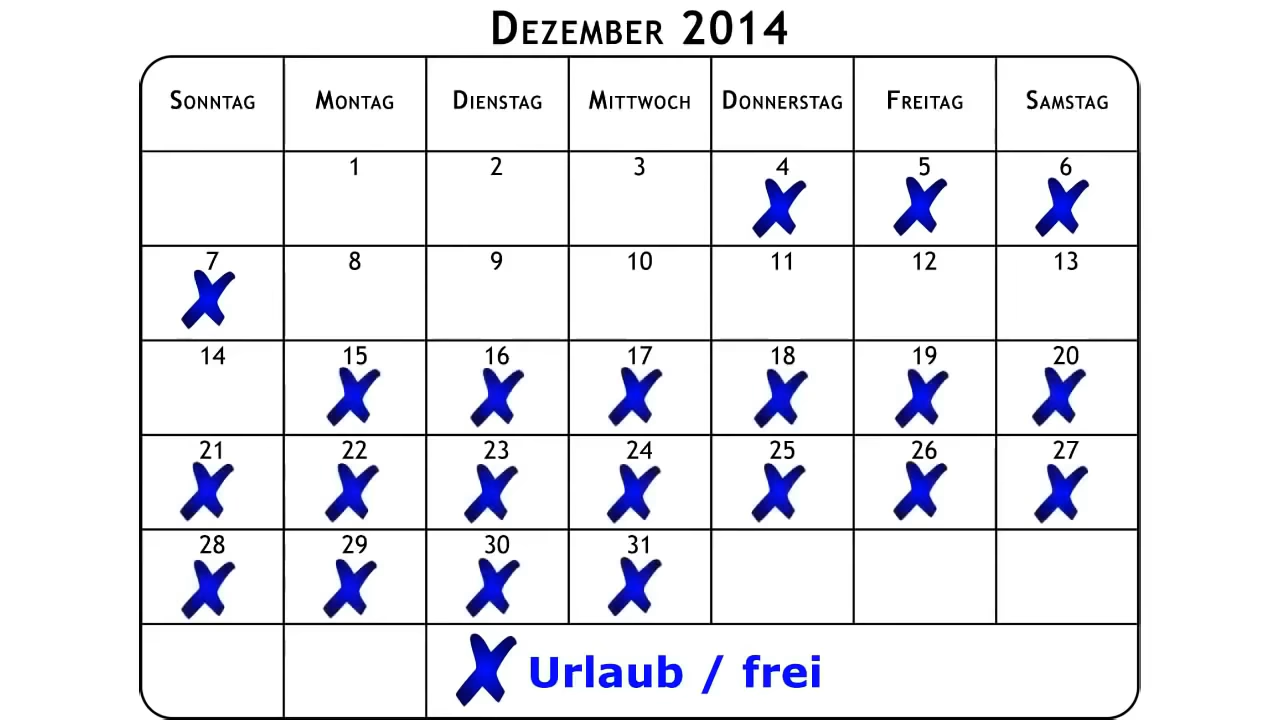 DEZEMBER 2014
SONNTAG MONTAG DIENSTAG MITTWOCH DONNERSTAG FREITAG SAMSTAG
1 2 3 4 5 6
7 8 9 10 11 12 13
14 15 16 17 18 19 20
21 22 23 24 25 26 27
28 29 30 31
Urlaub / frei